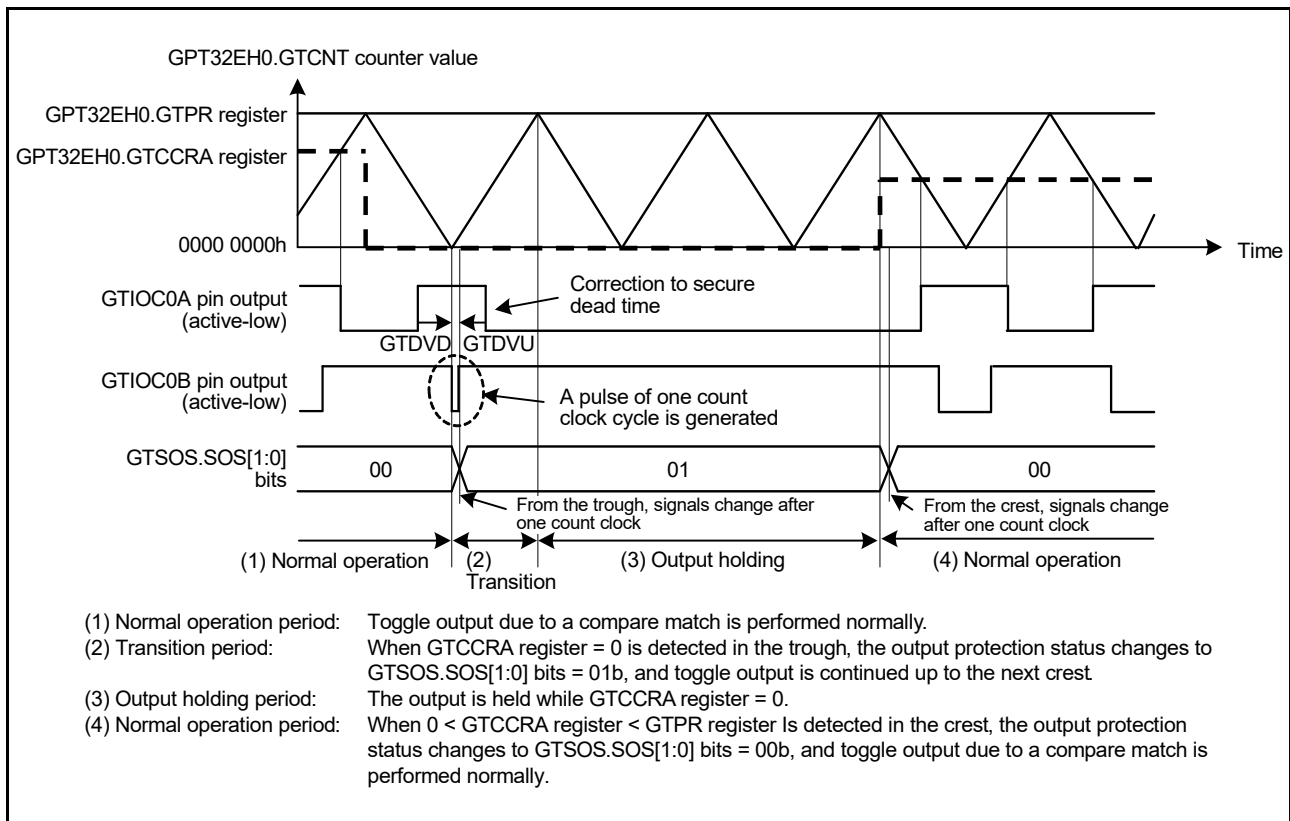 GPT32EH0.GTCNT counter value
GPT32EH0.GTPR register
GPT32EH0.GTCCRA register
0000 0000h
Time
GTIOC0A pin output
(active-low)
Correction to secure
dead time
GTDVD
GTDVU
GTIOC0B pin output
(active-low)
A pulse of one count
clock cycle is generated
GTSOS.SOS[1:0]
bits
00
01
00
From the trough, signals change after
one count clock
From the crest, signals change
after one count clock
(1) Normal operation
(2)
Transition
(3) Output holding
(4) Normal operation
(1) Normal operation period: Toggle output due to a compare match is performed normally.
(2) Transition period: When GTCCRA register = 0 is detected in the trough, the output protection status changes to
GTSOS.SOS[1:0] bits = 01b, and toggle output is continued up to the next crest.
(3) Output holding period: The output is held while GTCCRA register = 0.
(4) Normal operation period: When 0 < GTCCRA register < GTPR register Is detected in the crest, the output protection
status changes to GTSOS.SOS[1:0] bits = 00b, and toggle output due to a compare match is
performed normally.